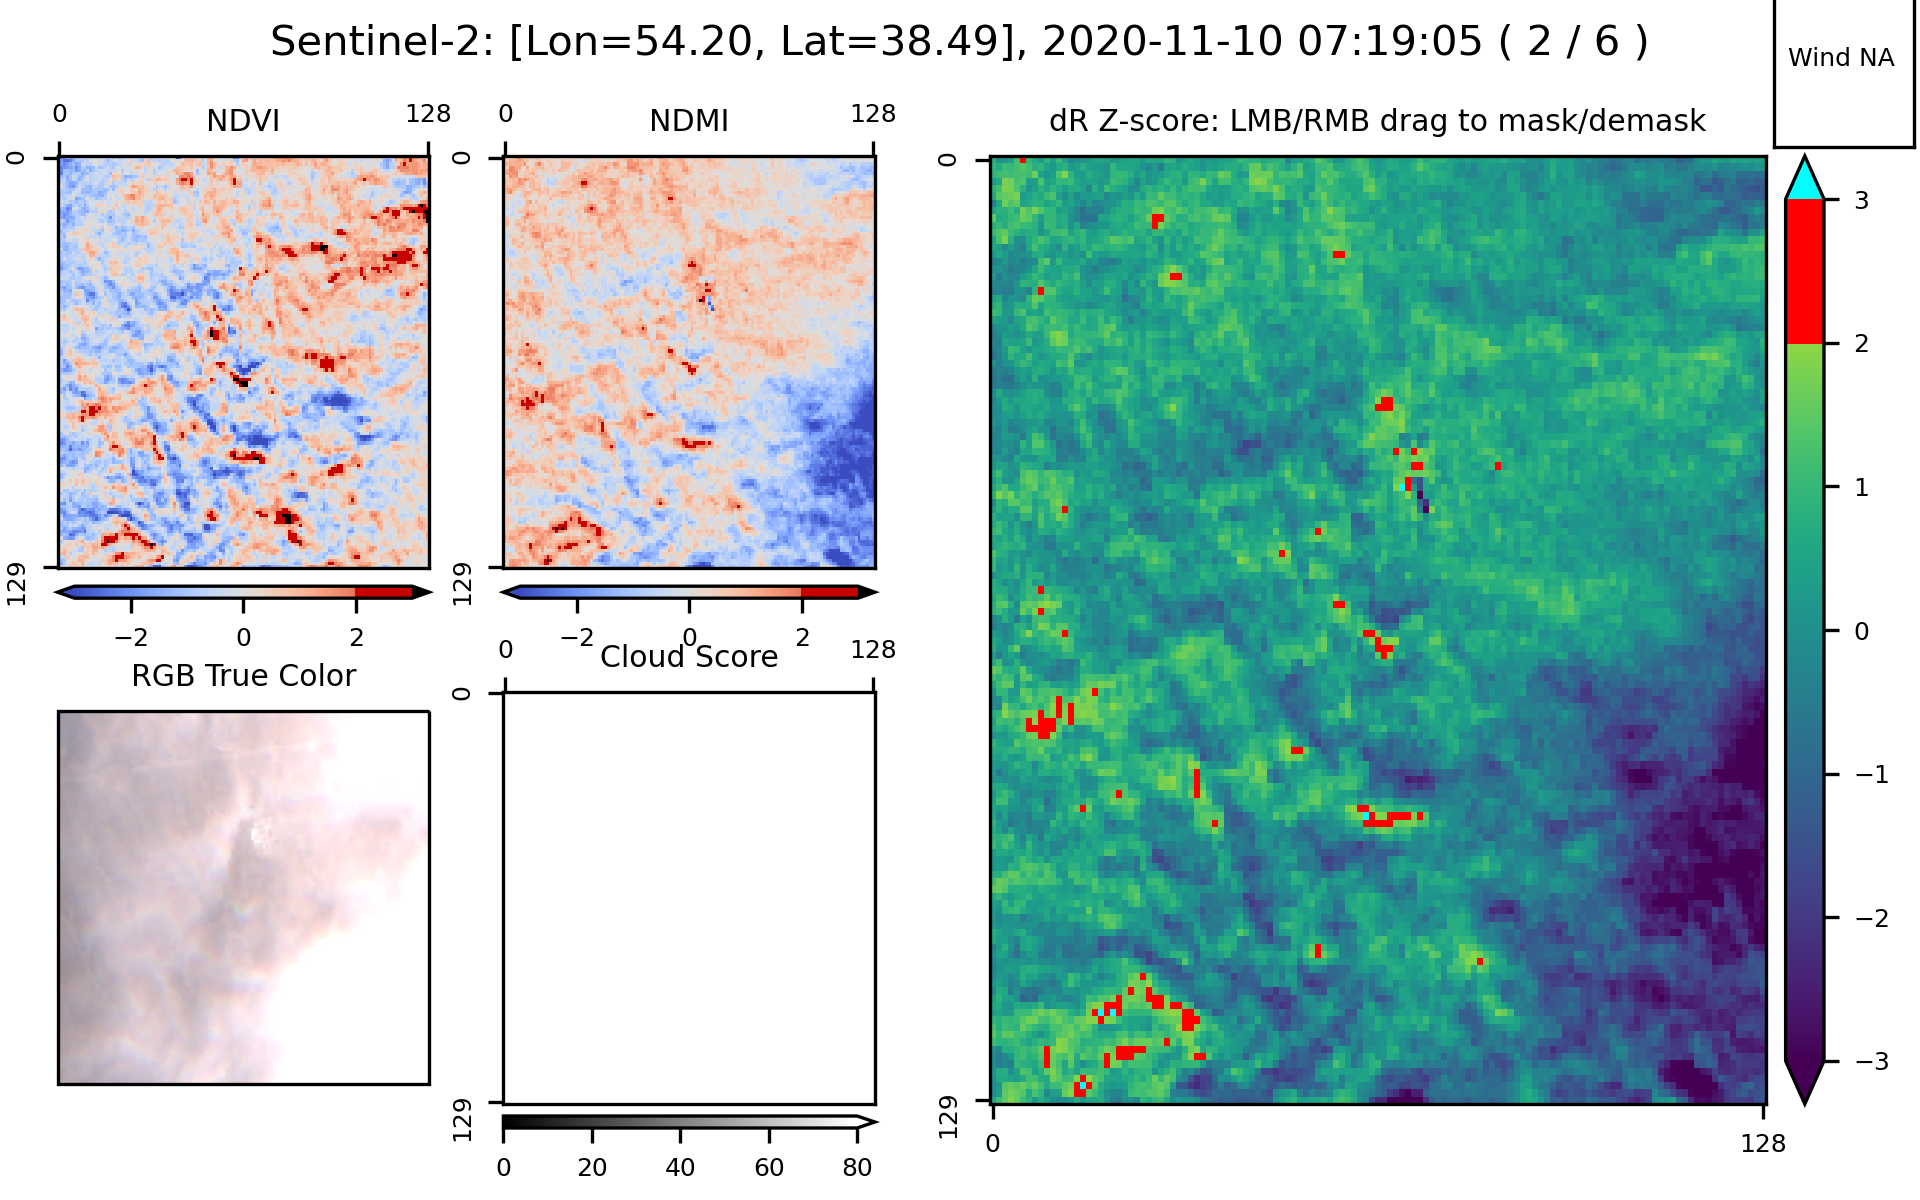 Sentinel-2: [Lon=54.20, Lat=38.49], 2020-11-10 07:19:05 ( 2 / 6 )
Wind NA
NDVI
0 128
0
129
−2 0 2
NDMI
0 128
0
129
−2 0 2
dR Z-score: LMB/RMB drag to mask/demask
0
129
0 128
3
2
1
0
−1
−2
−3
RGB True Color
Cloud Score
0 128
0
129
0 20 40 60 80